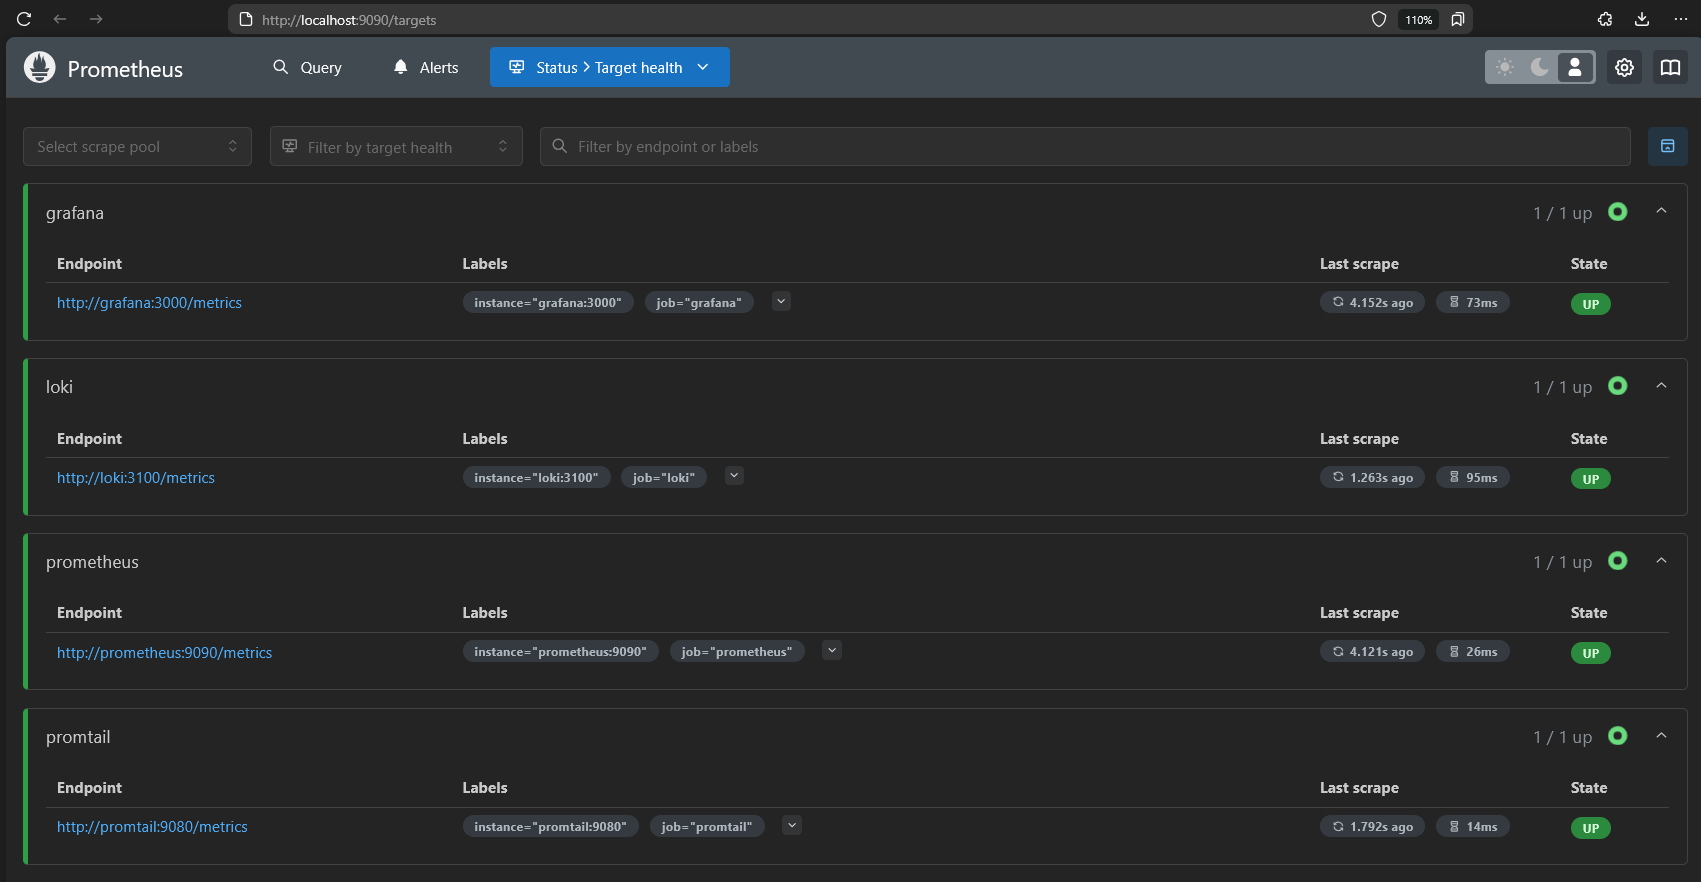 http://localhost:9090/targets 110%
Prometheus Query Alerts Status > Target health
Select scrape pool Filter by target health Filter by endpoint or labels
grafana 1 / 1 up
Endpoint Labels Last scrape State
http://grafana:3000/metrics instance="grafana:3000" job="grafana" 4.152s ago 73ms UP
loki 1 / 1 up
Endpoint Labels Last scrape State
http://loki:3100/metrics instance="loki:3100" job="loki" 1.263s ago 95ms UP
prometheus 1 / 1 up
Endpoint Labels Last scrape State
http://prometheus:9090/metrics instance="prometheus:9090" job="prometheus" 4.121s ago 26ms UP
promtail 1 / 1 up
Endpoint Labels Last scrape State
http://promtail:9080/metrics instance="promtail:9080" job="promtail" 1.792s ago 14ms UP